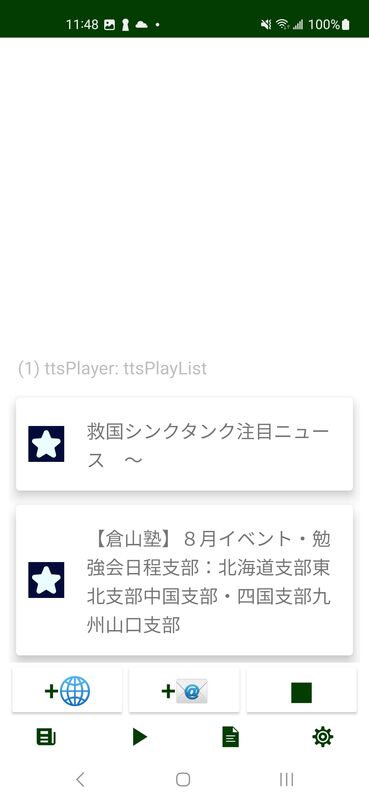 11:48
100%
(1) ttsPlayer: ttsPlayList
救国シンクタンク注目ニュー
ス　〜
【倉山塾】８月イベント・勉
強会日程支部：北海道支部東
北支部中国支部・四国支部九
州山口支部